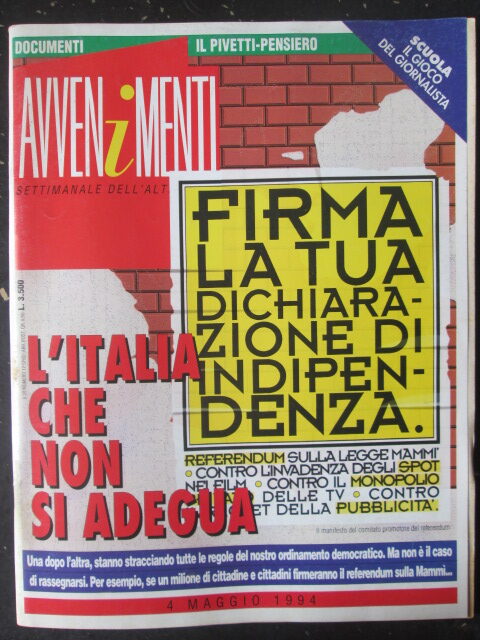 DOCUMENTI
IL PIVETTI-PENSIERO
SCUOLA
IL GIOCO
DEL GIORNALISTA
AVVENiMENTI
SETTIMANALE DELL'ALT
L. 3.500
FIRMA
LA TUA
DICHIARA-
ZIONE DI
INDIPEN-
DENZA.
L'ITALIA
CHE
NON
SI ADEGUA
REFERENDUM SULLA LEGGE MAMMI'
• CONTRO L'INVADENZA DEGLI SPOT
NEI FILM • CONTRO IL MONOPOLIO
DELLE TV • CONTRO
DELLA PUBBLICITA'.
Il manifesto del comitato promotore dei referendum
Una dopo l'altra, stanno stracciando tutte le regole del nostro ordinamento democratico. Ma non è il caso
di rassegnarsi. Per esempio, se un milione di cittadine e cittadini firmeranno il referendum sulla Mammì...
4 MAGGIO 1994